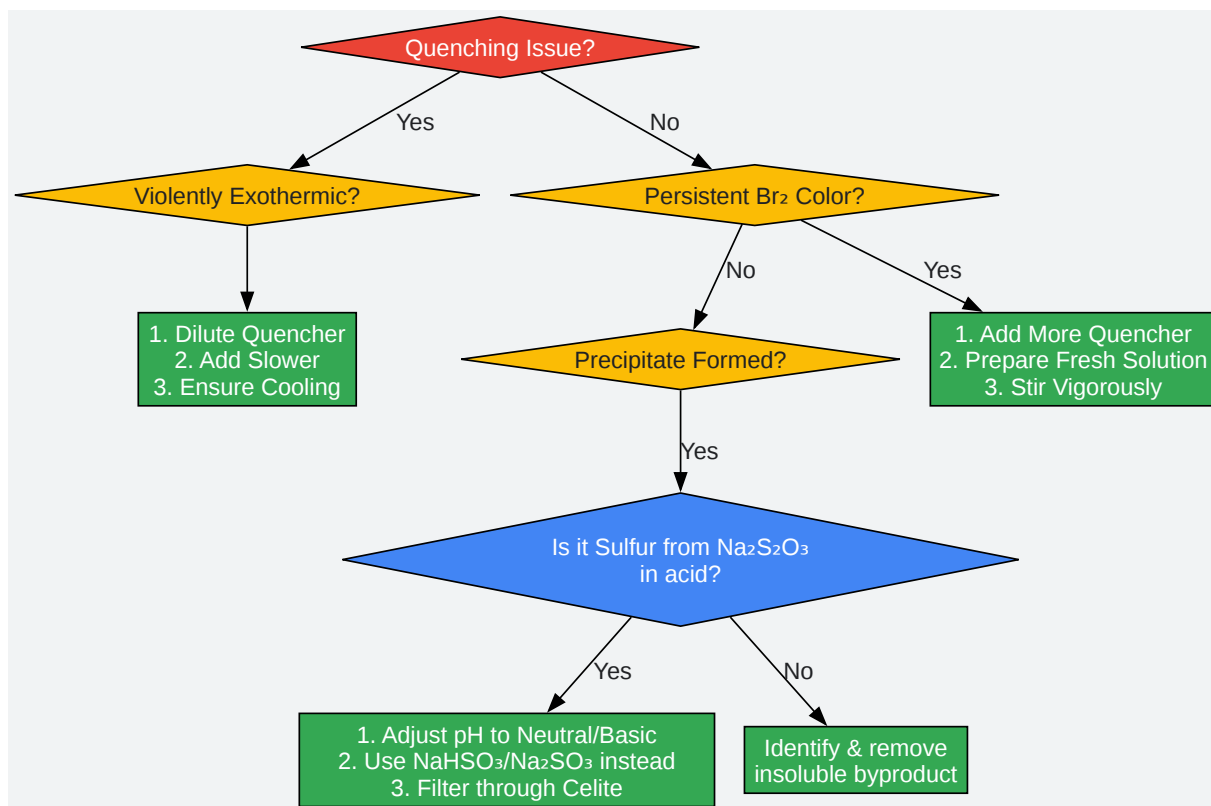 Quenching Issue?
Yes
No
Violently Exothermic?
Persistent Br₂ Color?
No
Yes
1. Dilute Quencher
2. Add Slower
3. Ensure Cooling
1. Add More Quencher
2. Prepare Fresh Solution
3. Stir Vigorously
Precipitate Formed?
Yes
Is it Sulfur from Na₂S₂O₃
in acid?
Yes
No
1. Adjust pH to Neutral/Basic
2. Use NaHSO₃/Na₂SO₃ instead
3. Filter through Celite
Identify & remove
insoluble byproduct